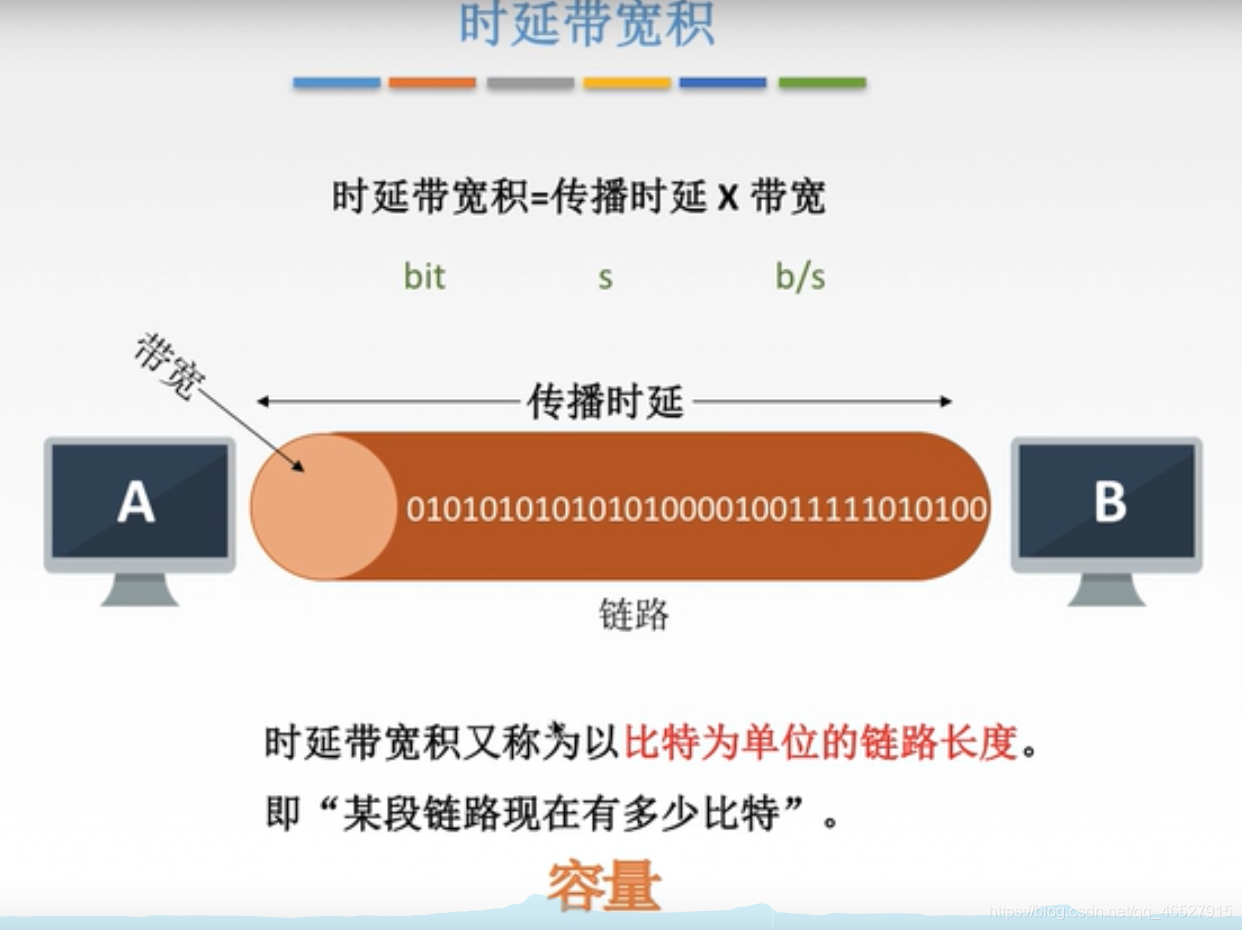 时延带宽积
时延带宽积=传播时延 X 带宽
bit s b/s
带宽
传播时延
A
01010101010101000010011111010100
B
链路
时延带宽积又称为以比特为单位的链路长度。
即“某段链路现在有多少比特”。
容量
https://blog.csdn.net/qq_46527915